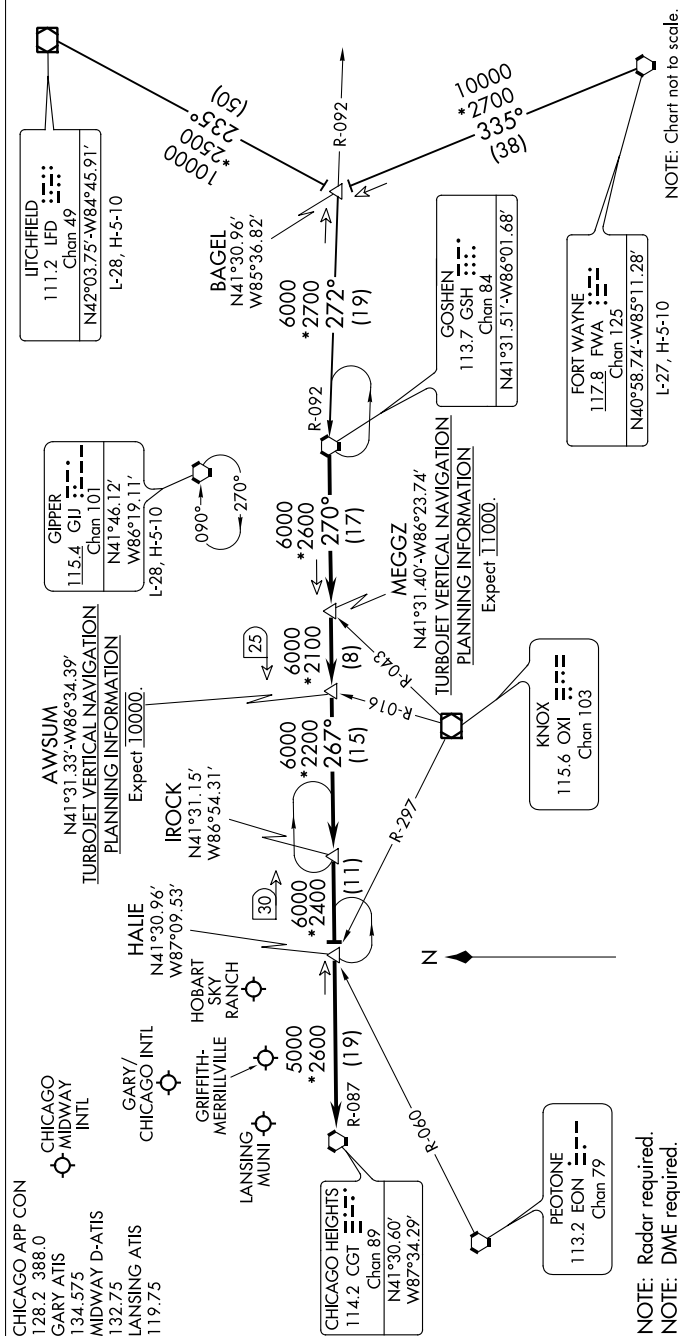 CHICAGO APP CON
128.2 388.0
GARY ATIS
134.575
MIDWAY D-ATIS
132.75
LANSING ATIS
119.75
CHICAGO
MIDWAY
INTL
GARY/
CHICAGO INTL
GRIFFITH-
MERRILLVILLE
LANSING
MUNI
HOBART
SKY
RANCH
CHICAGO HEIGHTS
114.2 CGT
Chan 89
N41°30.60′
W87°34.29′
R-087
5000
*2600
(19)
HALIE
N41°30.96′
W87°09.53′
30
6000
*2400
(11)
IROCK
N41°31.15′
W86°54.31′
6000
*2200
267°
(15)
AWSUM
N41°31.33′-W86°34.39′
TURBOJET VERTICAL NAVIGATION
PLANNING INFORMATION
Expect 10000.
25
6000
*2100
(8)
MEGGZ
N41°31.40′-W86°23.74′
TURBOJET VERTICAL NAVIGATION
PLANNING INFORMATION
Expect 11000.
GIPPER
115.4 GIJ
Chan 101
N41°46.12′
W86°19.11′
L-28, H-5-10
090°
270°
6000
*2600
270°
(17)
GOSHEN
113.7 GSH
Chan 84
N41°31.51′-W86°01.68′
R-092
6000
*2700
272°
(19)
BAGEL
N41°30.96′
W85°36.82′
R-092
LITCHFIELD
111.2 LFD
Chan 49
N42°03.75′-W84°45.91′
L-28, H-5-10
10000
*2500
235°
(50)
10000
*2700
335°
(38)
FORT WAYNE
117.8 FWA
Chan 125
N40°58.74′-W85°11.28′
L-27, H-5-10
KNOX
115.6 OXI
Chan 103
R-043
R-016
R-297
N
R-060
PEOTONE
113.2 EON
Chan 79
NOTE: Radar required.
NOTE: DME required.
NOTE: Chart not to scale.